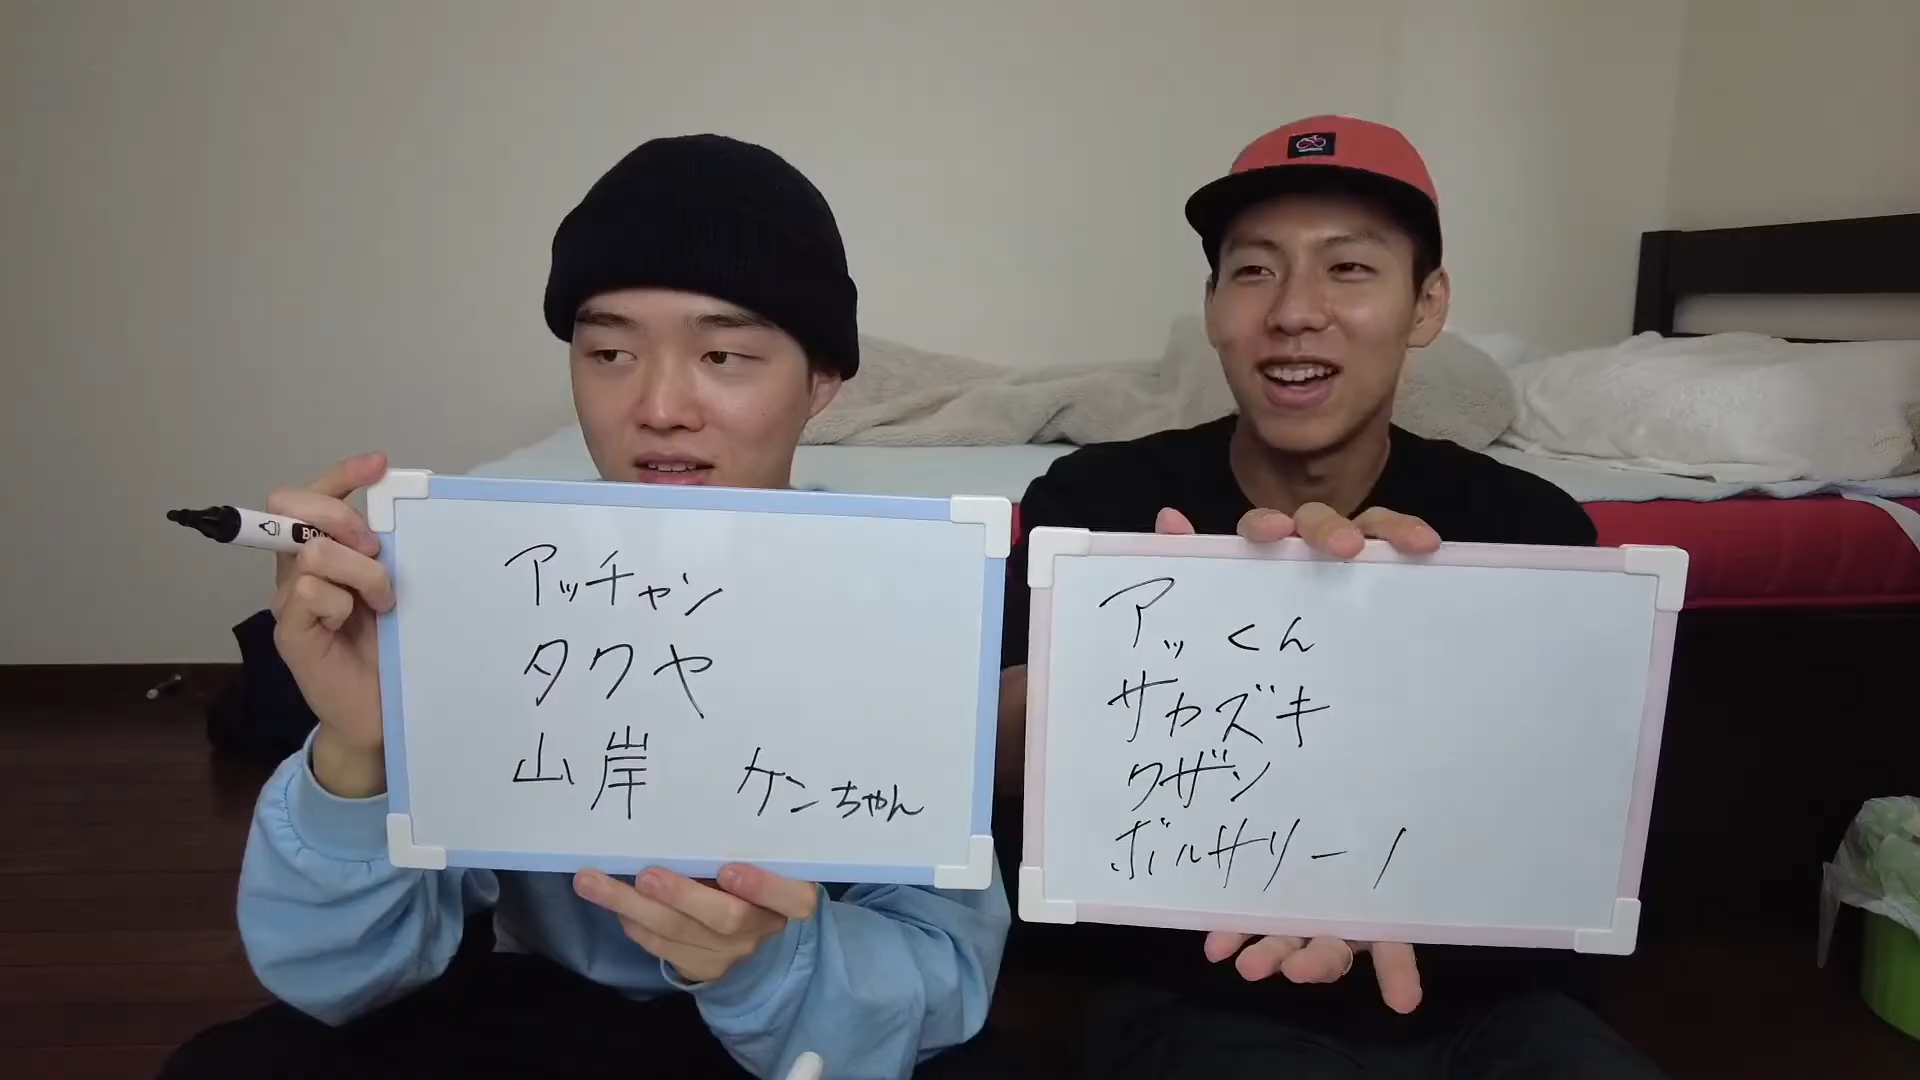 アッチャン
タクヤ
山岸 ケンちゃん
アッくん
サカズキ
クザン
ボルサリーノ